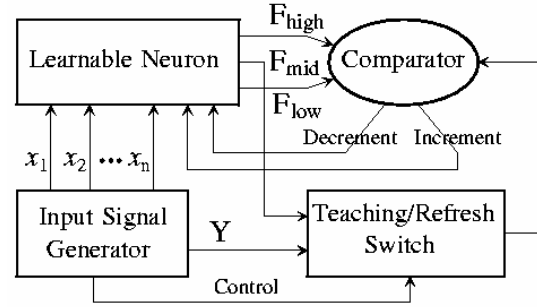 Learnable Neuron
F_high
F_mid
F_low
Comparator
Decrement
Increment
x_1
x_2
••• x_n
Input Signal
Generator
Y
Teaching/Refresh
Switch
Control